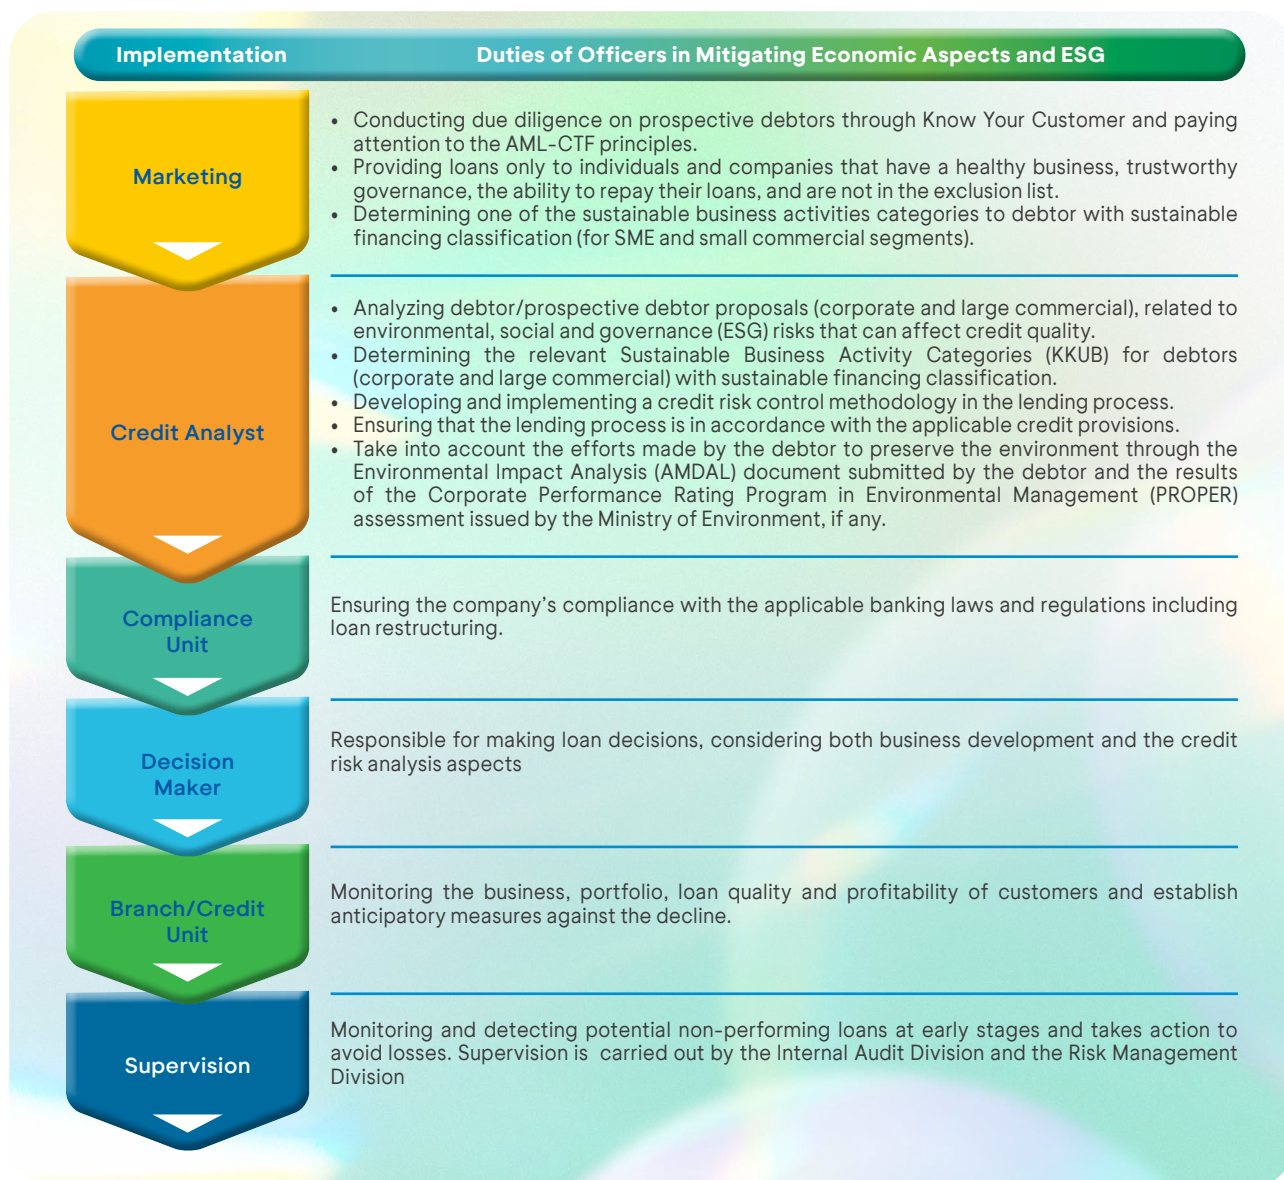 Implementation
Duties of Officers in Mitigating Economic Aspects and ESG
Marketing
• Conducting due diligence on prospective debtors through Know Your Customer and paying
attention to the AML-CTF principles.
• Providing loans only to individuals and companies that have a healthy business, trustworthy
governance, the ability to repay their loans, and are not in the exclusion list.
• Determining one of the sustainable business activities categories to debtor with sustainable
financing classification (for SME and small commercial segments).
Credit Analyst
• Analyzing debtor/prospective debtor proposals (corporate and large commercial), related to
environmental, social and governance (ESG) risks that can affect credit quality.
• Determining the relevant Sustainable Business Activity Categories (KKUB) for debtors
(corporate and large commercial) with sustainable financing classification.
• Developing and implementing a credit risk control methodology in the lending process.
• Ensuring that the lending process is in accordance with the applicable credit provisions.
• Take into account the efforts made by the debtor to preserve the environment through the
Environmental Impact Analysis (AMDAL) document submitted by the debtor and the results
of the Corporate Performance Rating Program in Environmental Management (PROPER)
assessment issued by the Ministry of Environment, if any.
Compliance
Unit
Ensuring the company’s compliance with the applicable banking laws and regulations including
loan restructuring.
Decision
Maker
Responsible for making loan decisions, considering both business development and the credit
risk analysis aspects
Branch/Credit
Unit
Monitoring the business, portfolio, loan quality and profitability of customers and establish
anticipatory measures against the decline.
Supervision
Monitoring and detecting potential non-performing loans at early stages and takes action to
avoid losses. Supervision is carried out by the Internal Audit Division and the Risk Management
Division